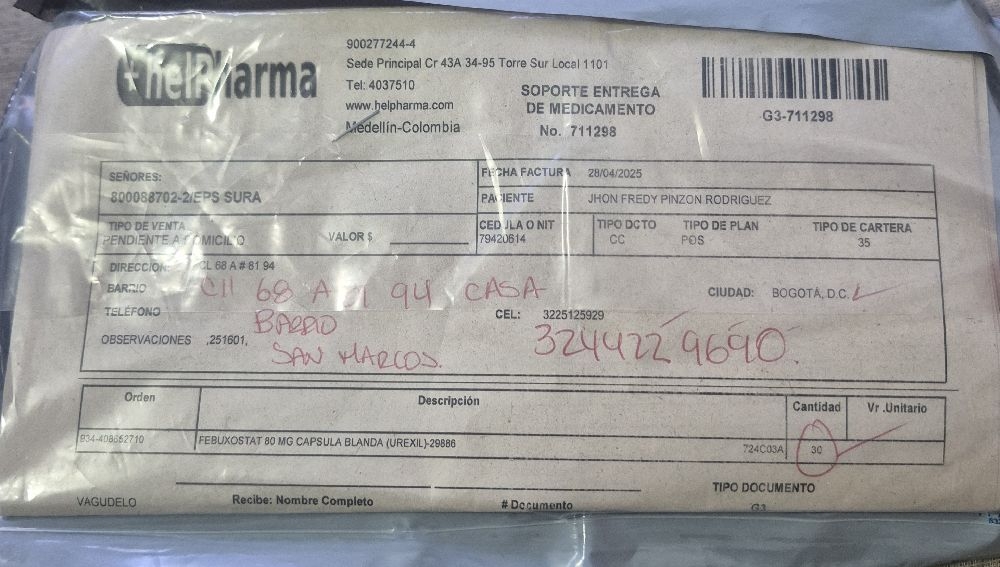 helPharma
900277244-4
Sede Principal Cr 43A 34-95 Torre Sur Local 1101
Tel: 4037510
www.helpharma.com
Medellín-Colombia
SOPORTE ENTREGA
DE MEDICAMENTO
No. 711298
G3-711298
SEÑORES:
800088702-2/EPS SURA
FECHA FACTURA 28/04/2025
PACIENTE JHON FREDY PINZON RODRIGUEZ
TIPO DE VENTA
PENDIENTE A DOMICILIO
VALOR $
CEDULA O NIT
79420614
TIPO DCTO
CC
TIPO DE PLAN
POS
TIPO DE CARTERA
35
DIRECCION: CL 68 A # 81 94
BARRIO Cll 68 A 94 CASA
CIUDAD: BOGOTÁ, D.C.
TELÉFONO BARRIO
CEL: 3225125929
OBSERVACIONES ,251601, SAN MARCOS.
3244229690.
Orden Descripción Cantidad Vr .Unitario
934-408652710 FEBUXOSTAT 80 MG CAPSULA BLANDA (UREXIL)-29886 724C03A 30
VAGUDELO
Recibe: Nombre Completo
# Documento
TIPO DOCUMENTO
G3